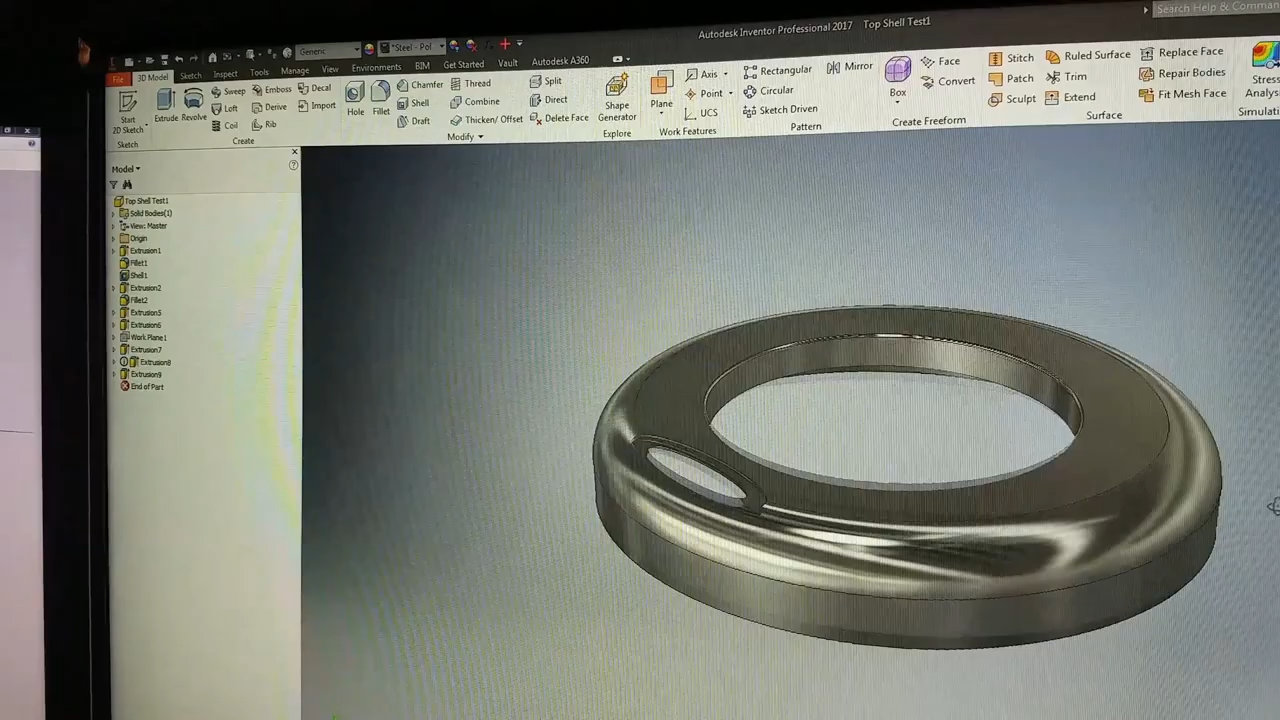 Search Help & Comman
Autodesk Inventor Professional 2017 Top Shell Test1
Generic *Steel - Pol
File 3D Model Sketch Inspect Tools Manage View Environments BIM Get Started Vault Autodesk A360
Start 2D Sketch Extrude Revolve Sweep Emboss Decal
Loft Derive Import
Coil Rib
Hole Fillet Chamfer Thread Split
Shell Combine Direct
Draft Thicken/ Offset Delete Face
Shape Generator
Plane Axis Rectangular Mirror
Point Circular
UCS Sketch Driven
Box Face
Convert
Stitch Ruled Surface Replace Face
Patch Trim Repair Bodies
Sculpt Extend Fit Mesh Face
Stress
Analys
Sketch Create Modify Explore Work Features Pattern Create Freeform Surface Simulati
Model
Top Shell Test1
Solid Bodies(1)
View: Master
Origin
Extrusion1
Fillet1
Shell1
Extrusion2
Fillet2
Extrusion5
Extrusion6
Work Plane1
Extrusion7
Extrusion8
Extrusion9
End of Part